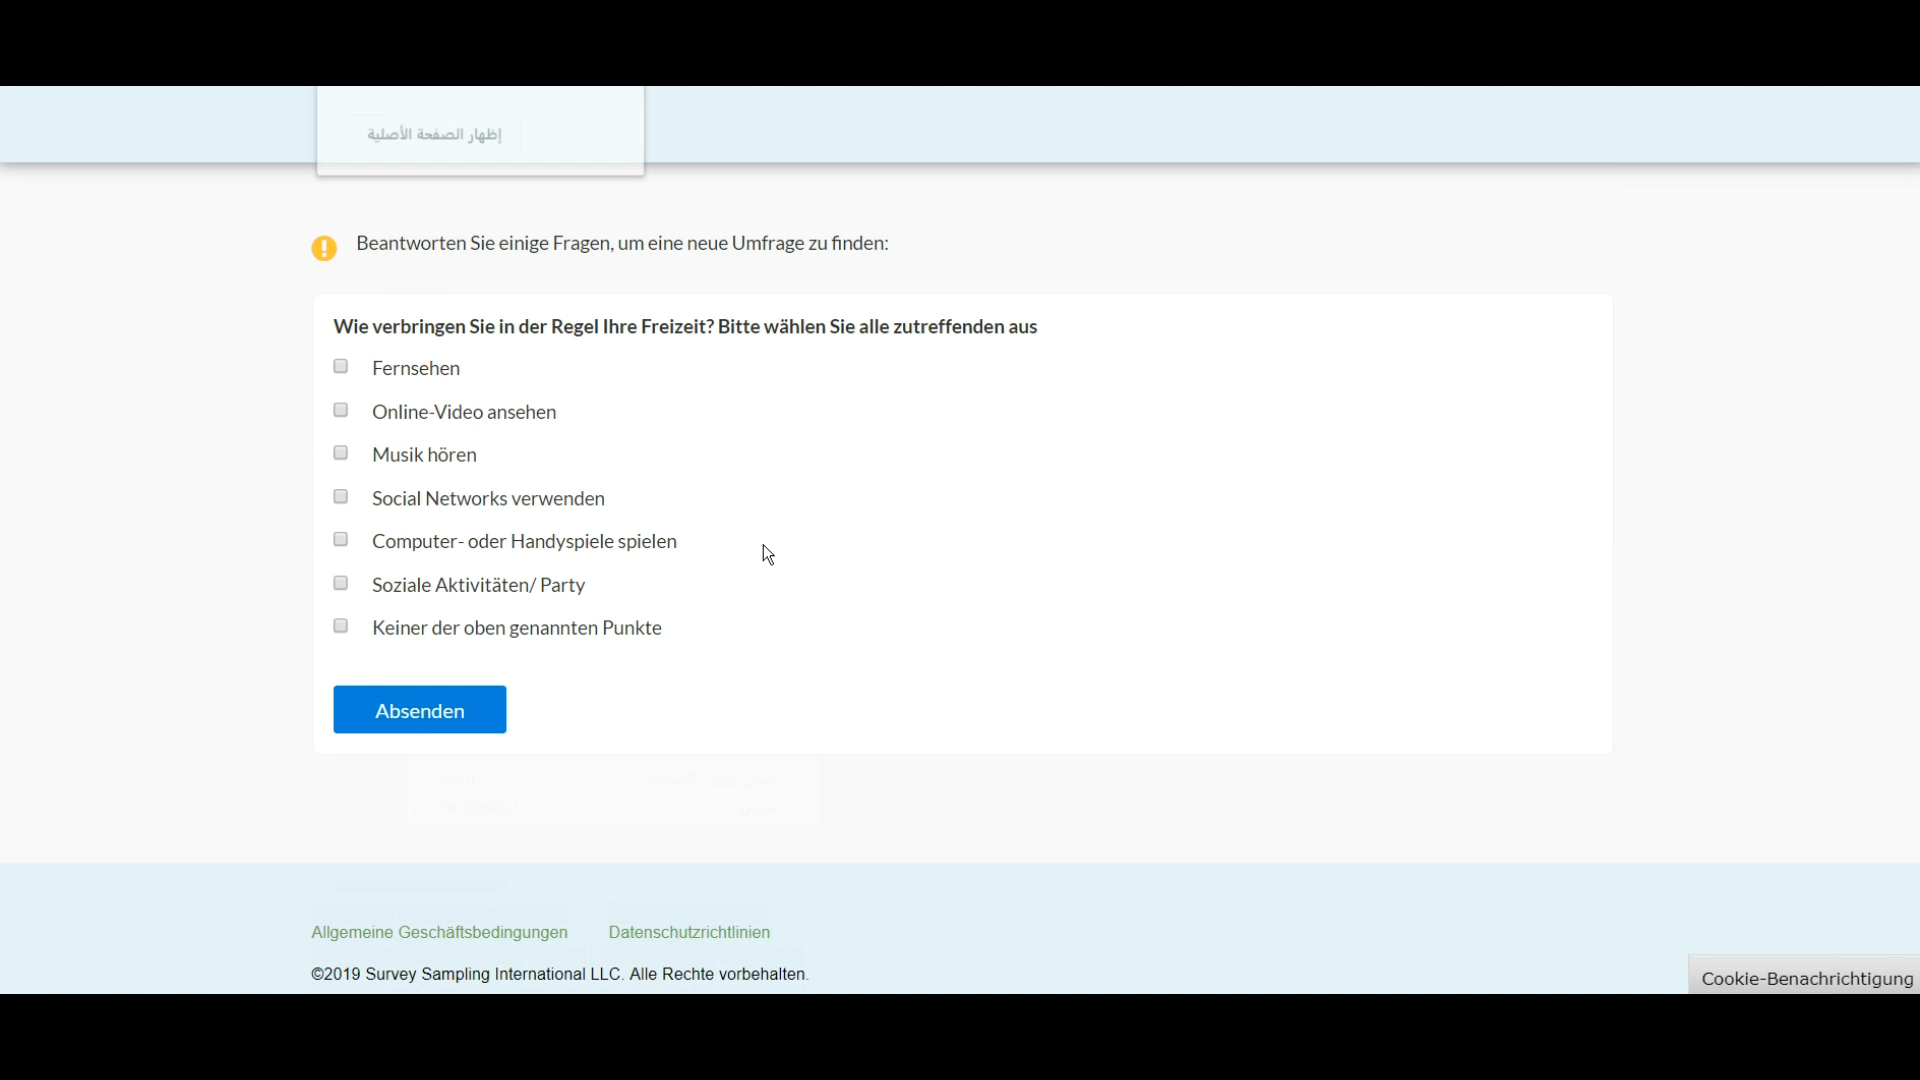 إظهار الصفحة الأصلية
Beantworten Sie einige Fragen, um eine neue Umfrage zu finden:
Wie verbringen Sie in der Regel Ihre Freizeit? Bitte wählen Sie alle zutreffenden aus
Fernsehen
Online-Video ansehen
Musik hören
Social Networks verwenden
Computer- oder Handyspiele spielen
Soziale Aktivitäten/ Party
Keiner der oben genannten Punkte
Absenden
Allgemeine Geschäftsbedingungen Datenschutzrichtlinien
©2019 Survey Sampling International LLC. Alle Rechte vorbehalten.
Cookie-Benachrichtigung